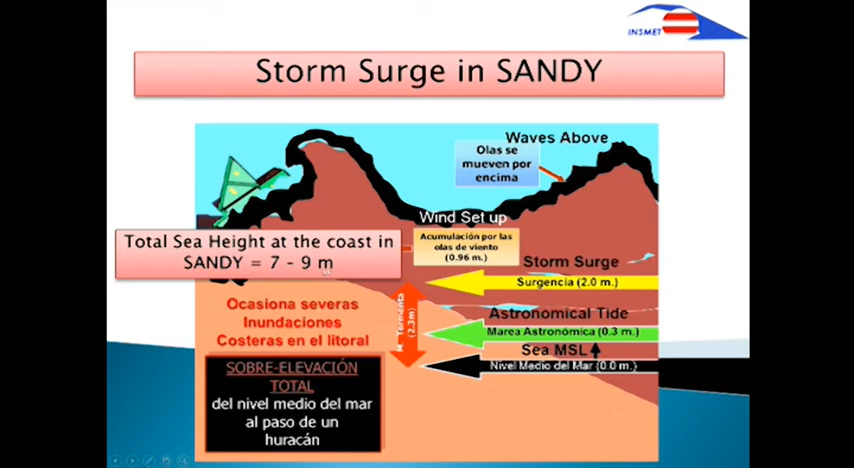 INSMET
Storm Surge in SANDY
Waves Above
Olas se
mueven por
encima
Wind Set up
Acumulación por las
olas de viento
(0.96 m.)
Total Sea Height at the coast in
SANDY = 7 - 9 m
Storm Surge
Surgencia (2.0 m.)
Ocasiona severas
Inundaciones
Costeras en el litoral
M. Tormenta
(2.3m)
Astronomical Tide
Marea Astronómica (0.3 m.)
Sea MSL
Nivel Medio del Mar (0.0 m.)
SOBRE-ELEVACIÓN
TOTAL
del nivel medio del mar
al paso de un
huracán